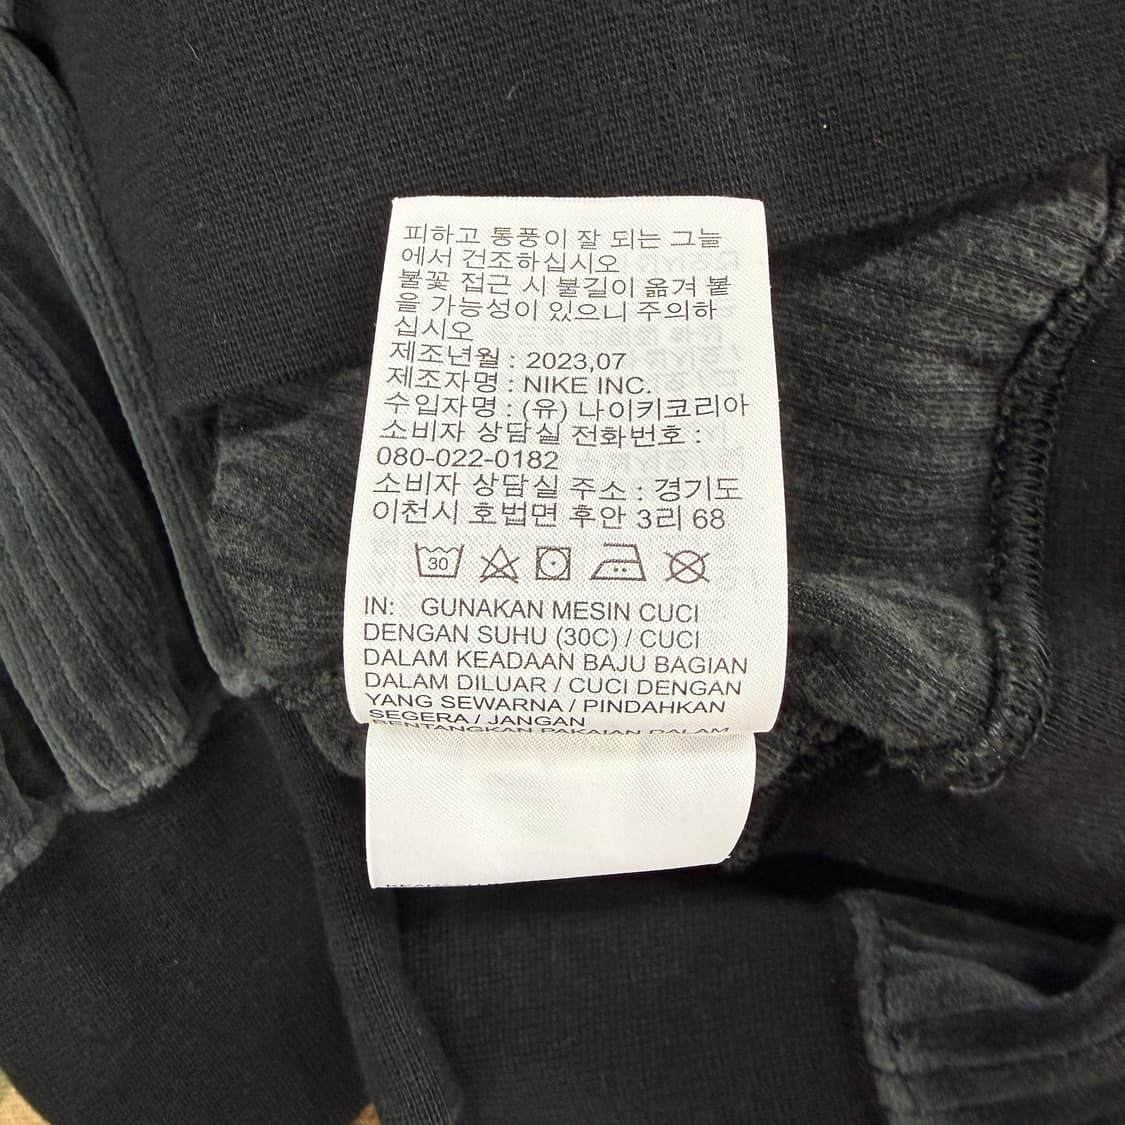 피하고 통풍이 잘 되는 그늘
에서 건조하십시오
불꽃 접근 시 불길이 옮겨 붙
을 가능성이 있으니 주의하
십시오
제조년월 : 2023,07
제조자명 : NIKE INC.
수입자명 : (유) 나이키코리아
소비자 상담실 전화번호 :
080-022-0182
소비자 상담실 주소 : 경기도
이천시 호법면 후안 3리 68
30
IN: GUNAKAN MESIN CUCI
DENGAN SUHU (30C) / CUCI
DALAM KEADAAN BAJU BAGIAN
DALAM DILUAR / CUCI DENGAN
YANG SEWARNA / PINDAHKAN
SEGERA / JANGAN
BENTANGKAN PAKAIAN DALAM